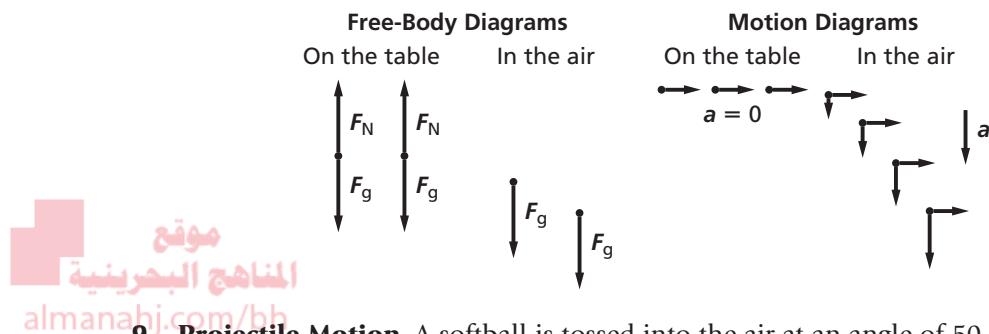 Free-Body Diagrams
On the table In the air
F_N F_N
F_g F_g
F_g
F_g
Motion Diagrams
On the table In the air
a = 0
a
موقع
المناهج البحرينية
almanahj.com/bh
9. Projectile Motion A softball is tossed into the air at an angle of 50